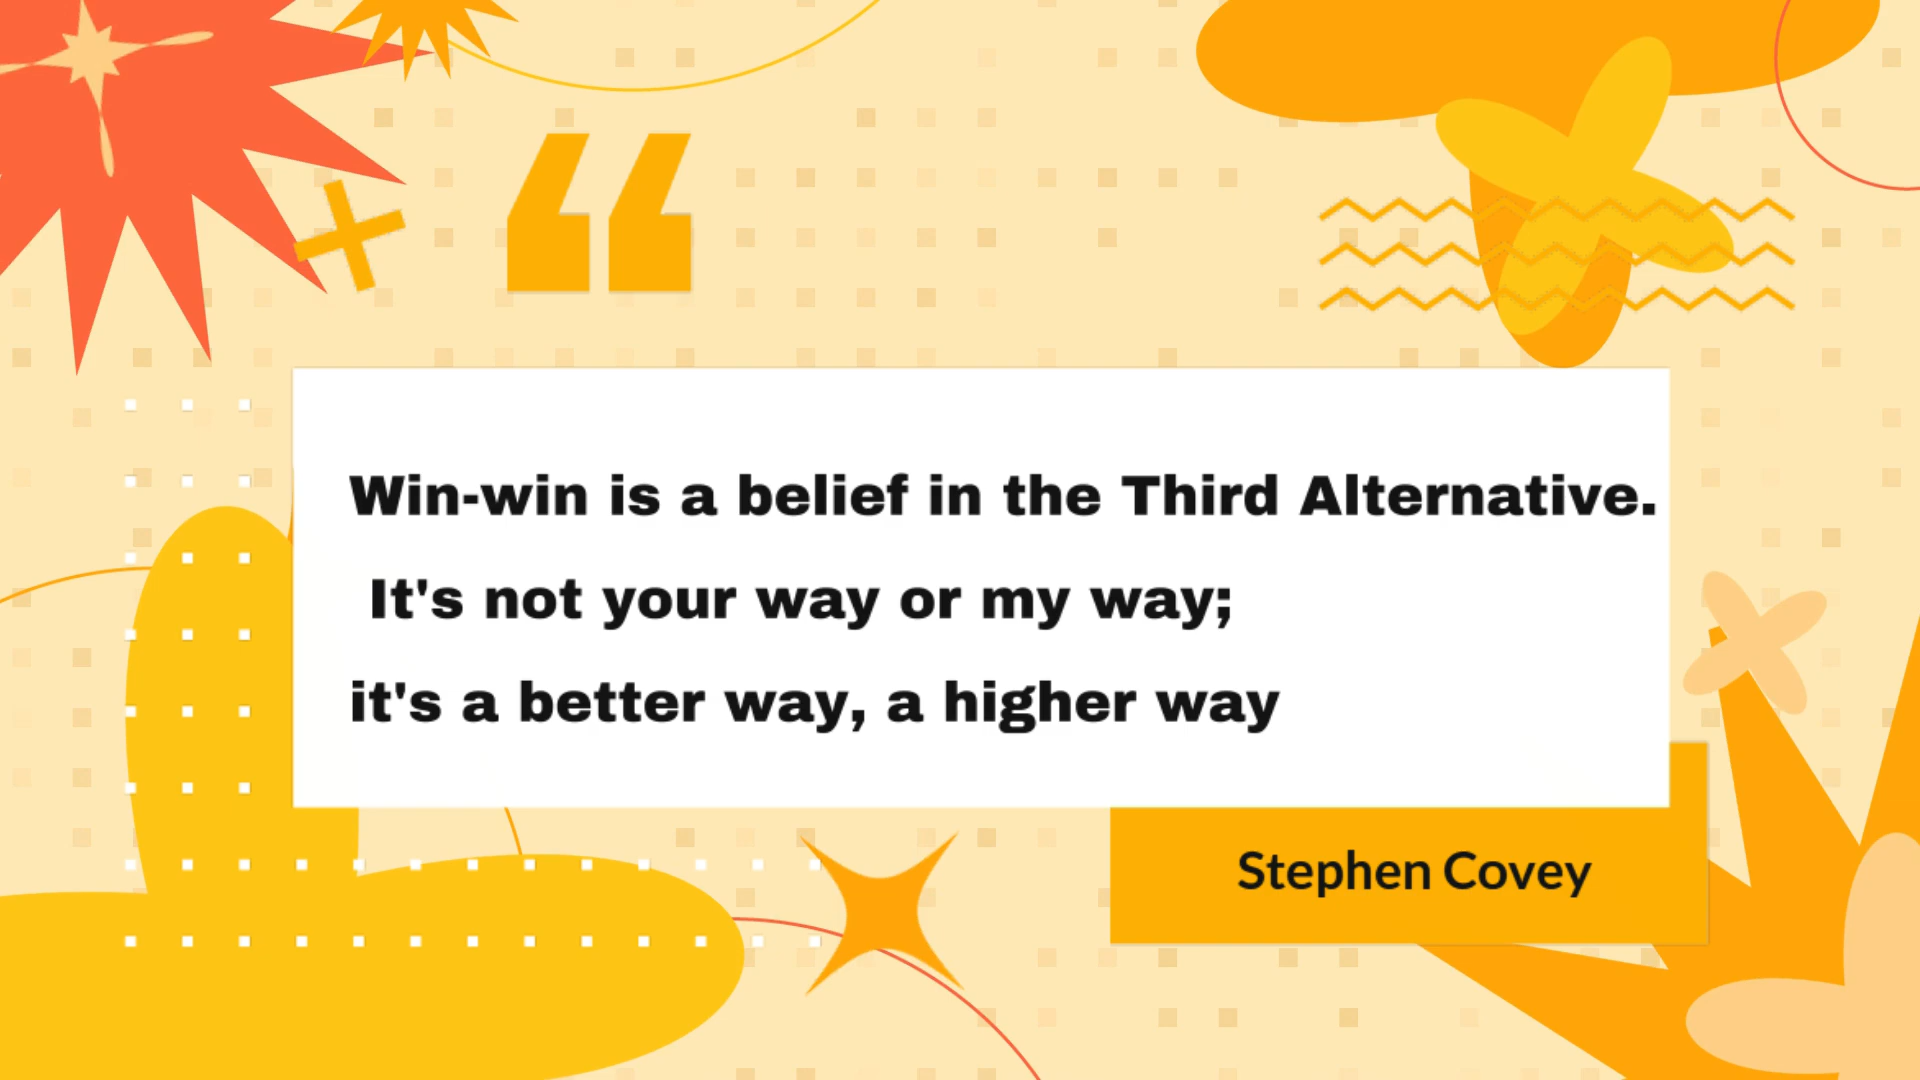 “
Win-win is a belief in the Third Alternative.
It's not your way or my way;
it's a better way, a higher way
Stephen Covey